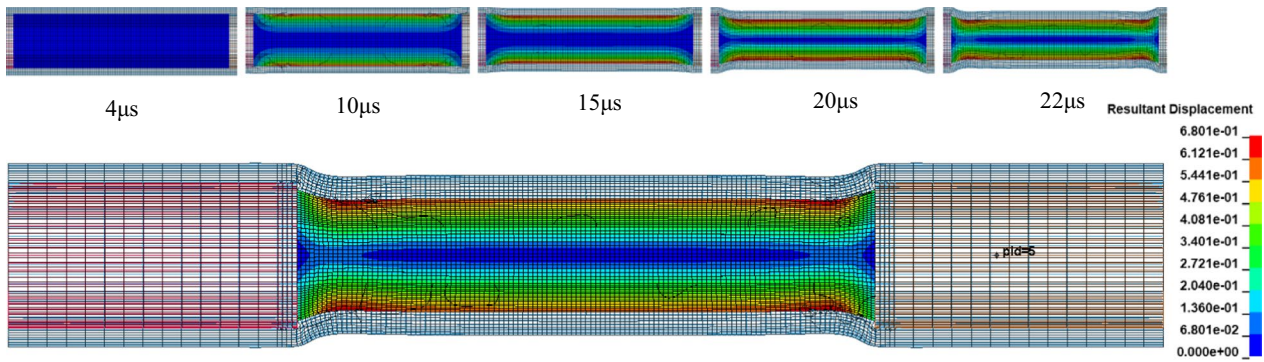 4μs
10μs
15μs
20μs
22μs
Resultant Displacement
6.801e-01
6.121e-01
5.441e-01
4.761e-01
4.081e-01
3.401e-01
2.721e-01
2.040e-01
1.360e-01
6.801e-02
0.000e+00
pid=5